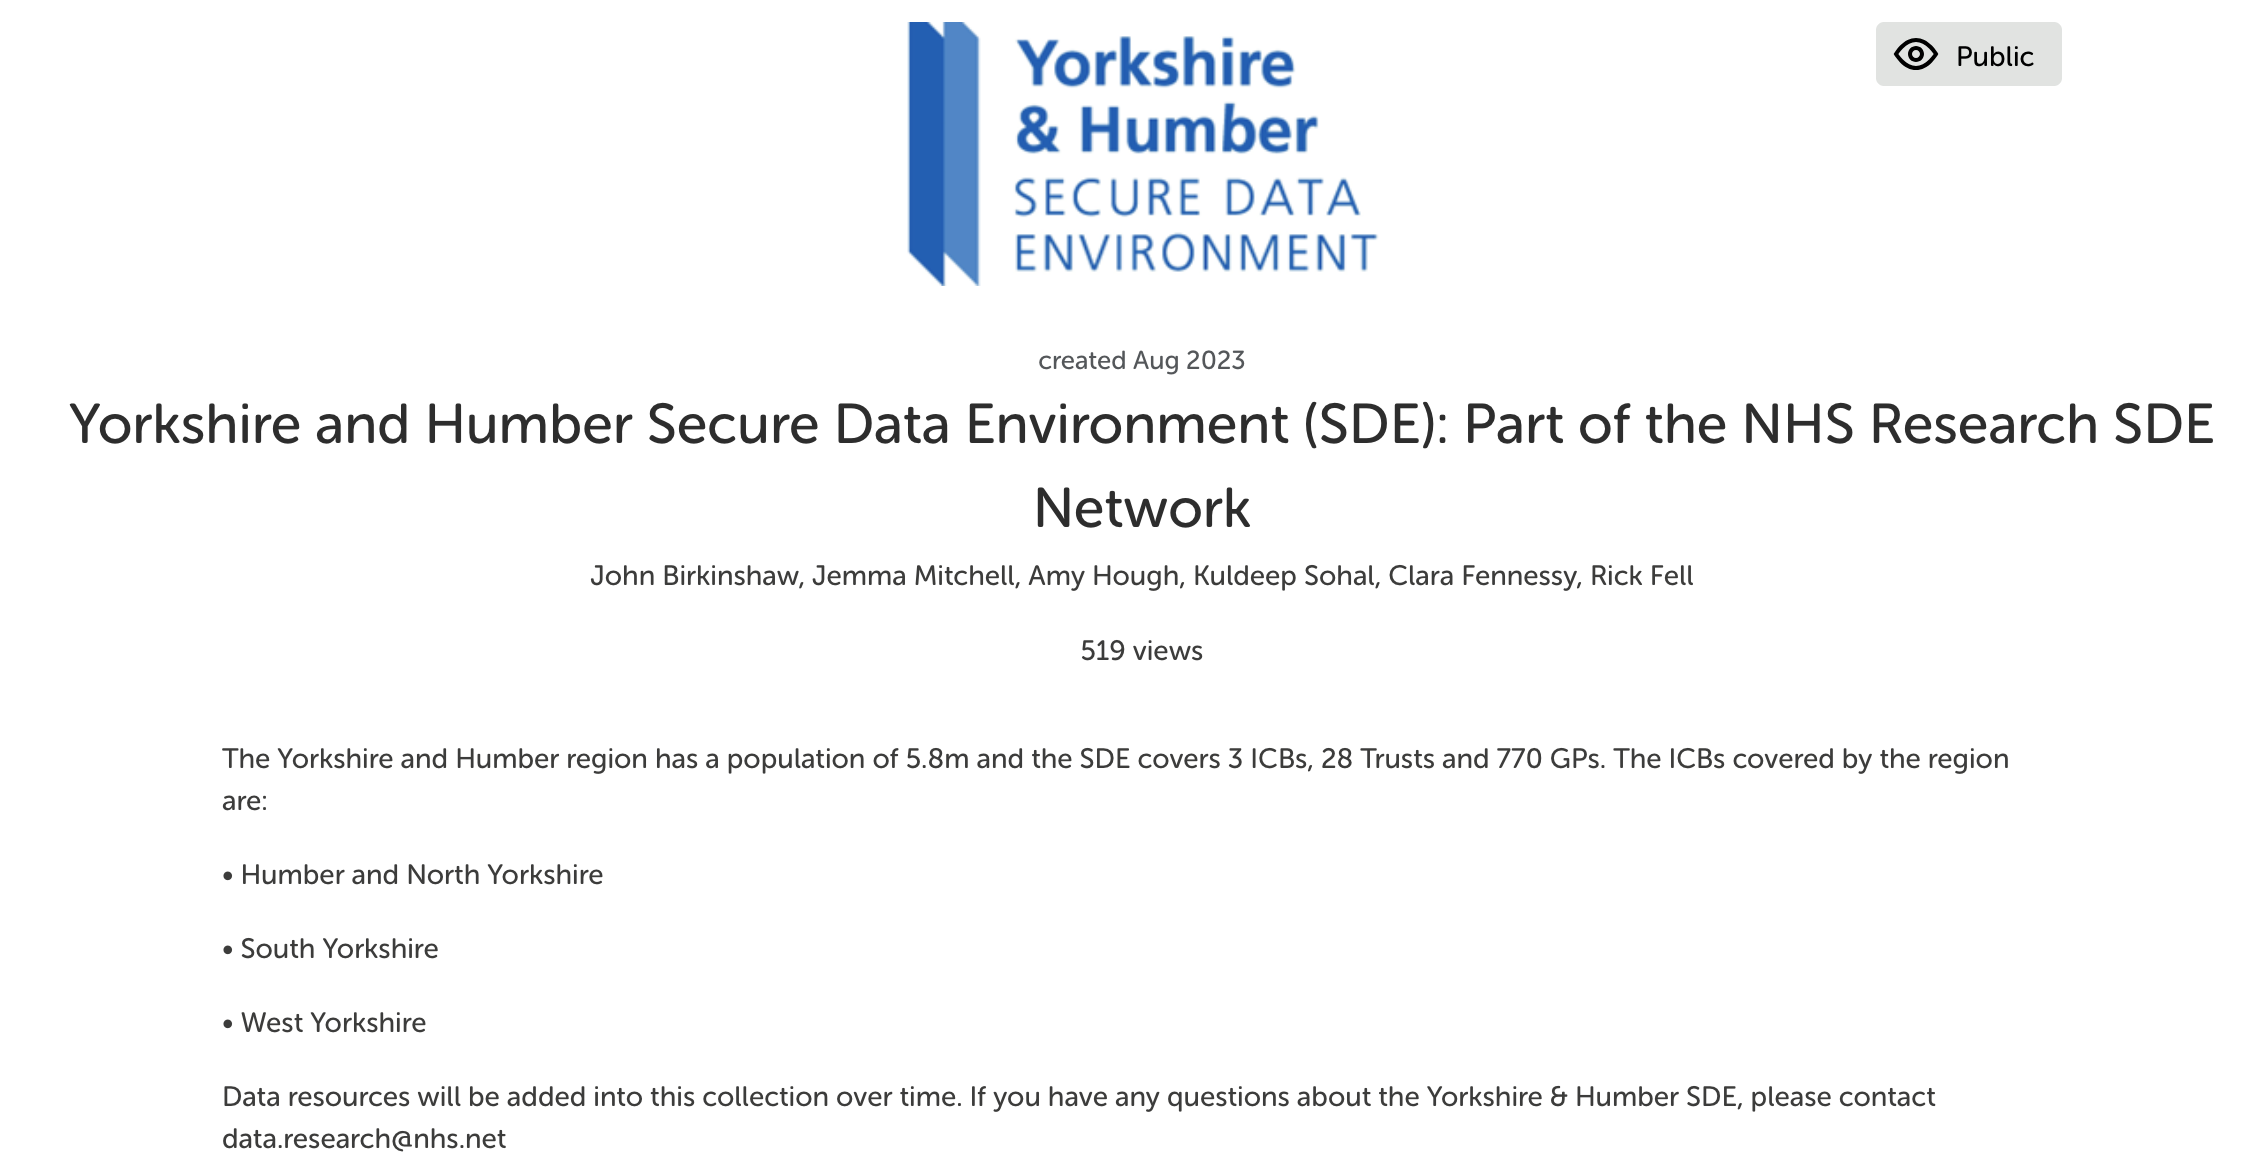 Yorkshire
& Humber
SECURE DATA
ENVIRONMENT
Public
created Aug 2023
Yorkshire and Humber Secure Data Environment (SDE): Part of the NHS Research SDE
Network
John Birkinshaw, Jemma Mitchell, Amy Hough, Kuldeep Sohal, Clara Fennessy, Rick Fell
519 views
The Yorkshire and Humber region has a population of 5.8m and the SDE covers 3 ICBs, 28 Trusts and 770 GPs. The ICBs covered by the region
are:
• Humber and North Yorkshire
• South Yorkshire
• West Yorkshire
Data resources will be added into this collection over time. If you have any questions about the Yorkshire & Humber SDE, please contact
data.research@nhs.net